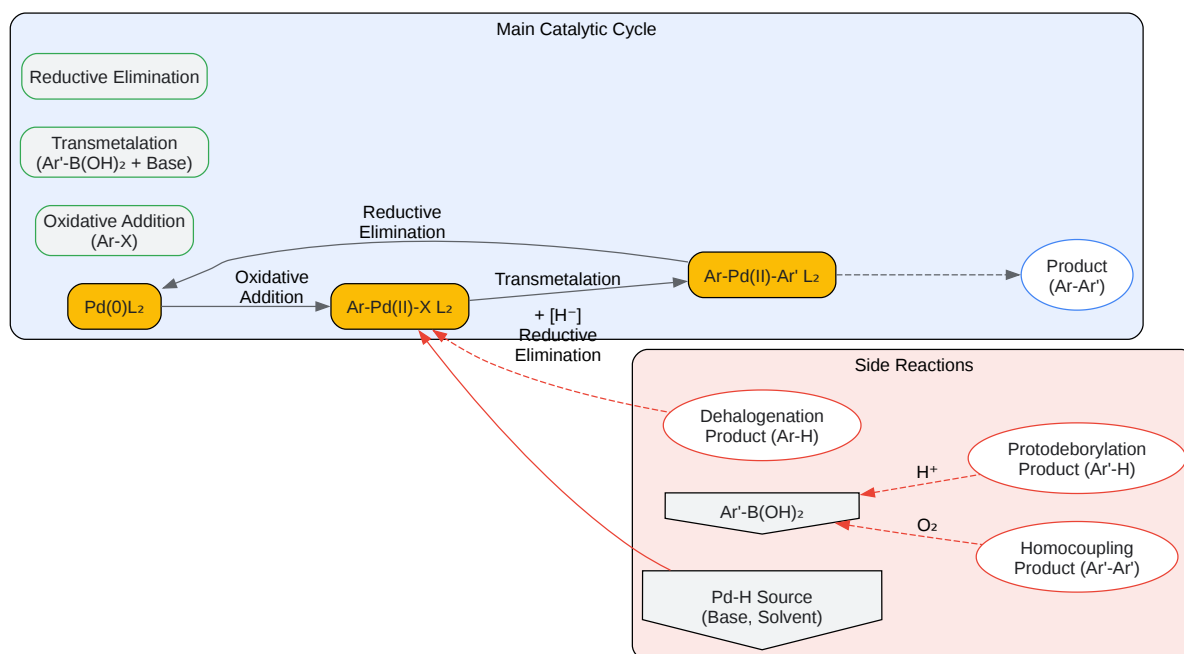 Main Catalytic Cycle
Reductive Elimination
Transmetalation
(Ar'-B(OH)₂ + Base)
Oxidative Addition
(Ar-X)
Reductive
Elimination
Pd(0)L₂
Oxidative
Addition
Ar-Pd(II)-X L₂
Transmetalation
Ar-Pd(II)-Ar' L₂
Product
(Ar-Ar')
+ [H⁻]
Reductive
Elimination
Side Reactions
Dehalogenation
Product (Ar-H)
Protodeborylation
Product (Ar'-H)
H⁺
Ar'-B(OH)₂
O₂
Homocoupling
Product (Ar'-Ar')
Pd-H Source
(Base, Solvent)